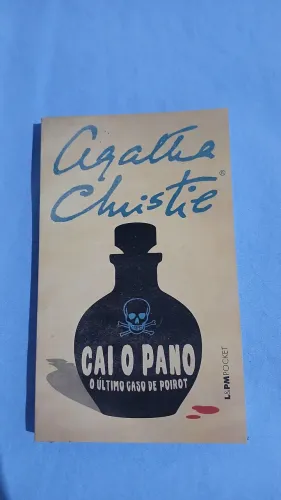 Agatha
Christie®
CAI O PANO
O ÚLTIMO CASO DE POIROT
L&PM POCKET